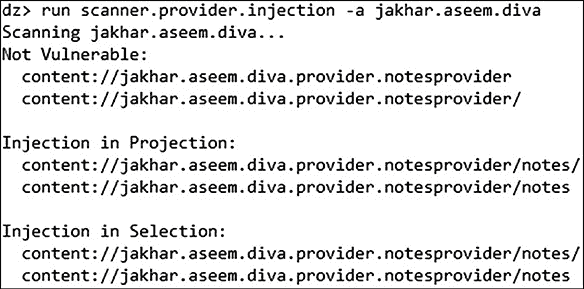 dz> run scanner.provider.injection -a jakhar.aseem.diva
Scanning jakhar.aseem.diva...
Not Vulnerable:
  content://jakhar.aseem.diva.provider.notesprovider
  content://jakhar.aseem.diva.provider.notesprovider/

Injection in Projection:
  content://jakhar.aseem.diva.provider.notesprovider/notes/
  content://jakhar.aseem.diva.provider.notesprovider/notes

Injection in Selection:
  content://jakhar.aseem.diva.provider.notesprovider/notes/
  content://jakhar.aseem.diva.provider.notesprovider/notes